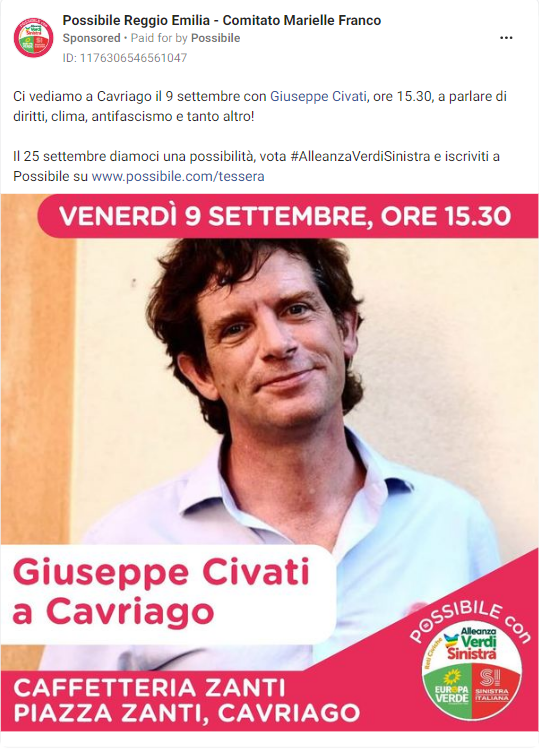 Possibile Reggio Emilia - Comitato Marielle Franco
Sponsored • Paid for by Possibile
ID: 1176306546561047
Ci vediamo a Cavriago il 9 settembre con Giuseppe Civati, ore 15.30, a parlare di
diritti, clima, antifascismo e tanto altro!
Il 25 settembre diamoci una possibilità, vota #AlleanzaVerdiSinistra e iscriviti a
Possibile su www.possibile.com/tessera
VENERDÌ 9 SETTEMBRE, ORE 15.30
Giuseppe Civati
a Cavriago
POSSIBILE con
Reti Civiche
Alleanza
Verdi
Sinistra
EUROPA
VERDE
SI
SINISTRA
ITALIANA
CAFFETTERIA ZANTI
PIAZZA ZANTI, CAVRIAGO